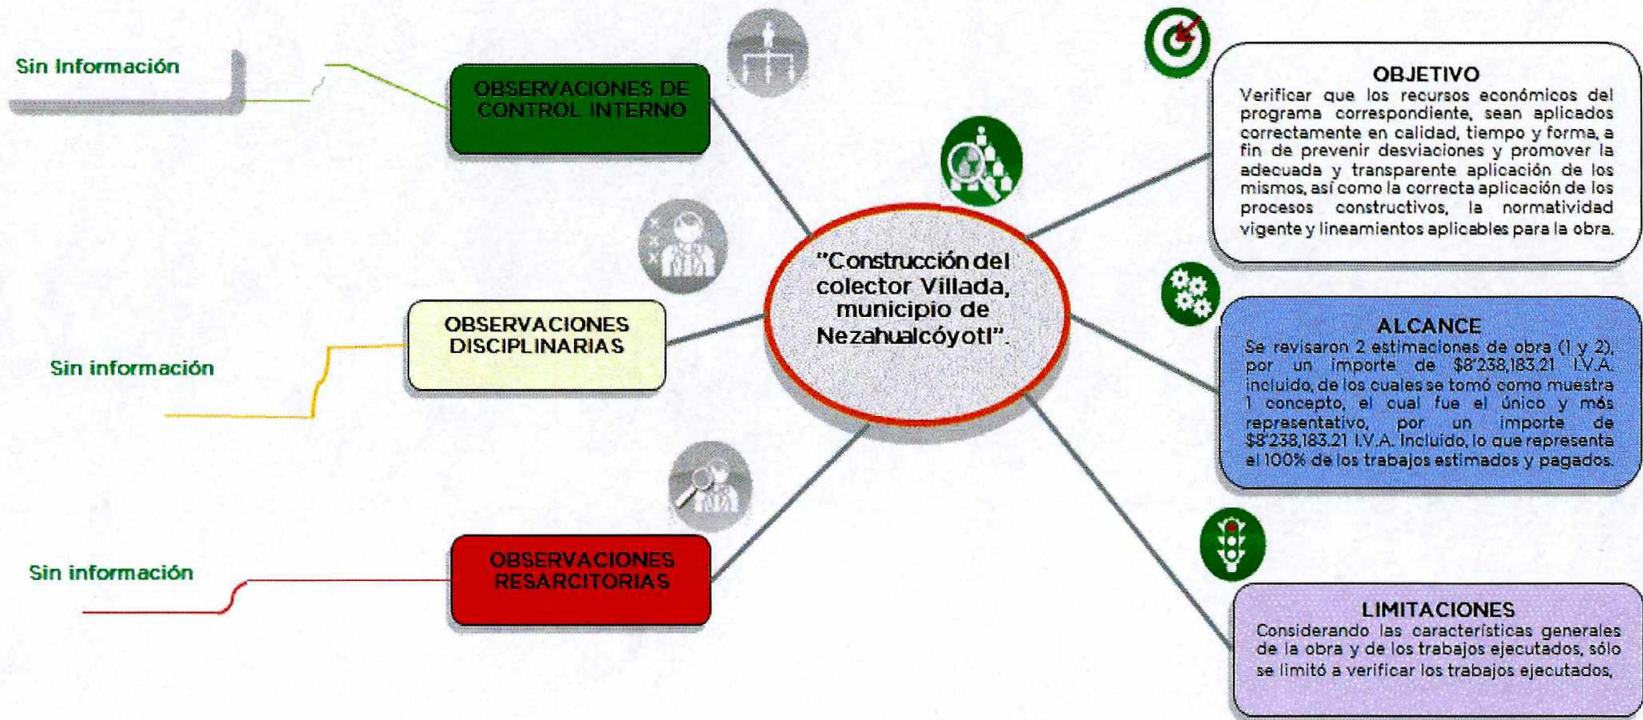 Sin Información
OBSERVACIONES DE
CONTROL INTERNO
Sin información
OBSERVACIONES
DISCIPLINARIAS
Sin información
OBSERVACIONES
RESARCITORIAS
"Construcción del
colector Villada,
municipio de
Nezahualcóyotl".
OBJETIVO
Verificar que los recursos económicos del
programa correspondiente, sean aplicados
correctamente en calidad, tiempo y forma, a
fin de prevenir desviaciones y promover la
adecuada y transparente aplicación de los
mismos, así como la correcta aplicación de los
procesos constructivos, la normatividad
vigente y lineamientos aplicables para la obra.
ALCANCE
Se revisaron 2 estimaciones de obra (1 y 2),
por un importe de $8'238,183.21 I.V.A.
incluido, de los cuales se tomó como muestra
1 concepto, el cual fue el único y más
representativo, por un importe de
$8'238,183.21 I.V.A. Incluido, lo que representa
el 100% de los trabajos estimados y pagados.
LIMITACIONES
Considerando las características generales
de la obra y de los trabajos ejecutados, sólo
se limitó a verificar los trabajos ejecutados,